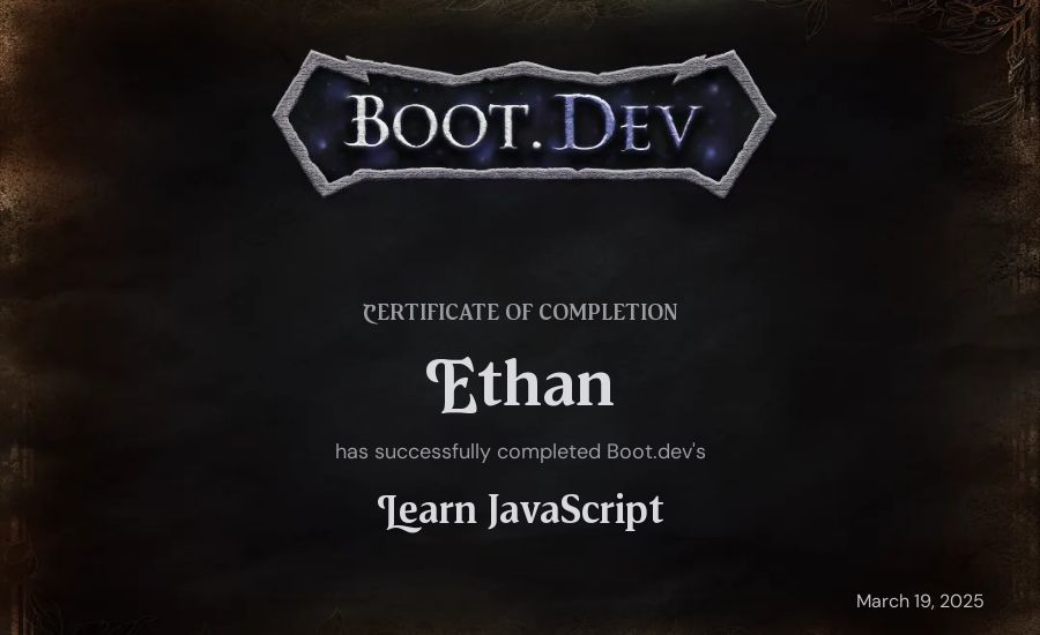 BOOT.DEV
CERTIFICATE OF COMPLETION
Ethan
has successfully completed Boot.dev's
Learn JavaScript
March 19, 2025